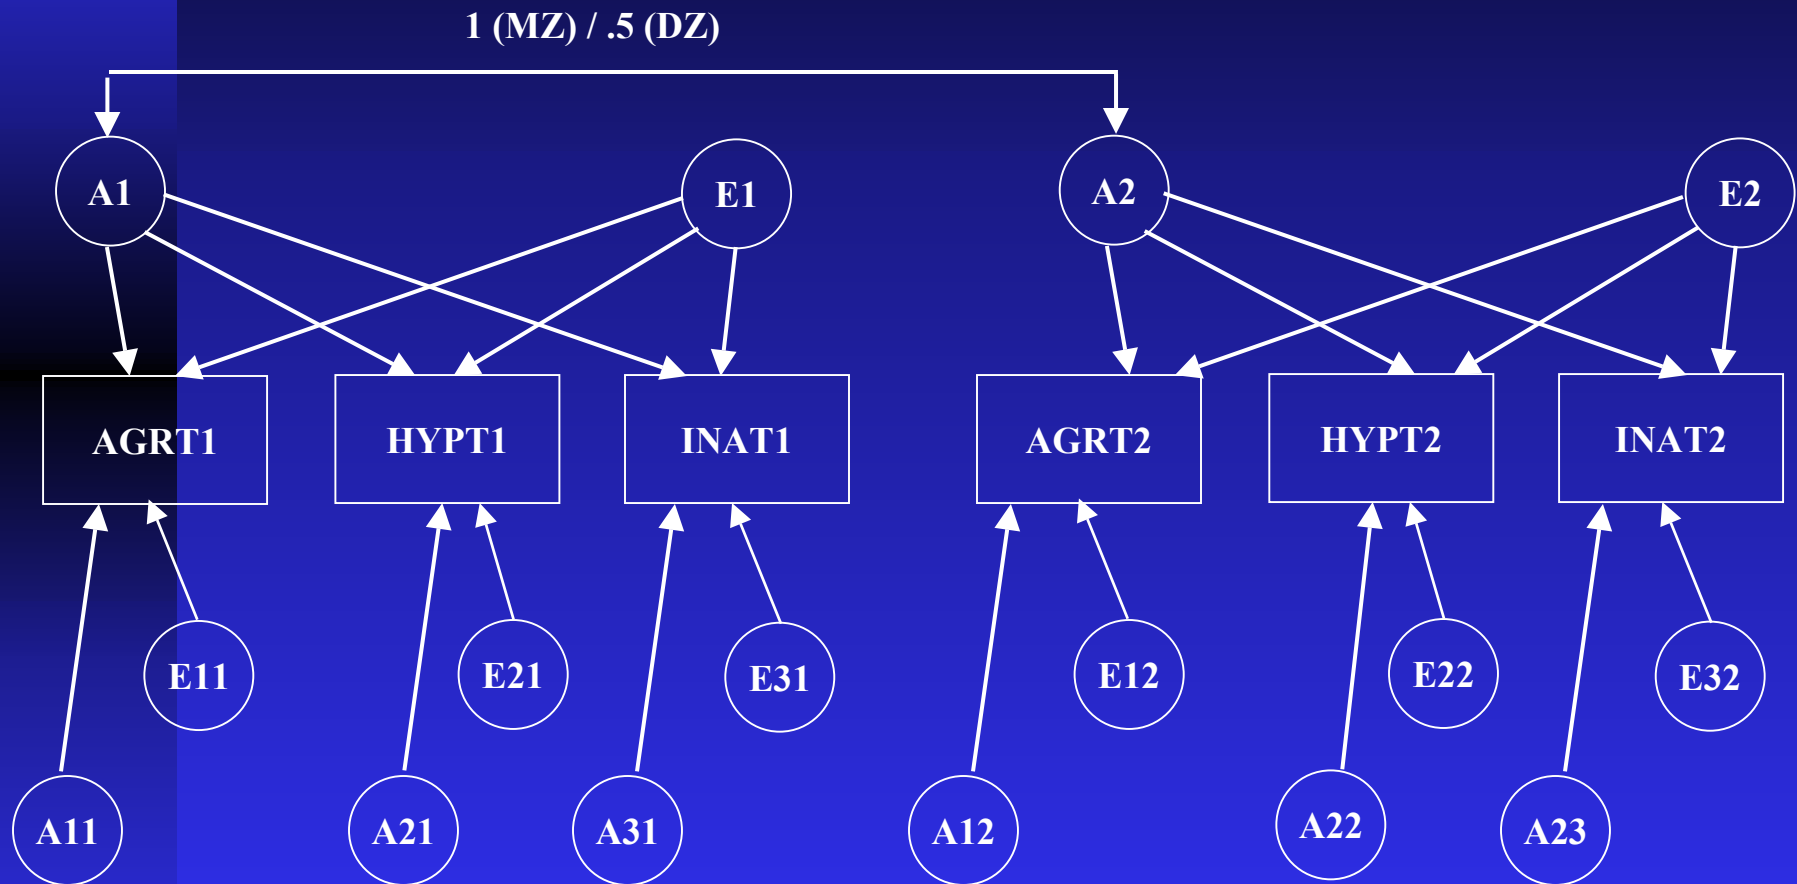 1 (MZ) / .5 (DZ)
A1
E1
A2
E2
AGRT1
HYPT1
INAT1
AGRT2
HYPT2
INAT2
E11
E21
E31
E12
E22
E32
A11
A21
A31
A12
A22
A23